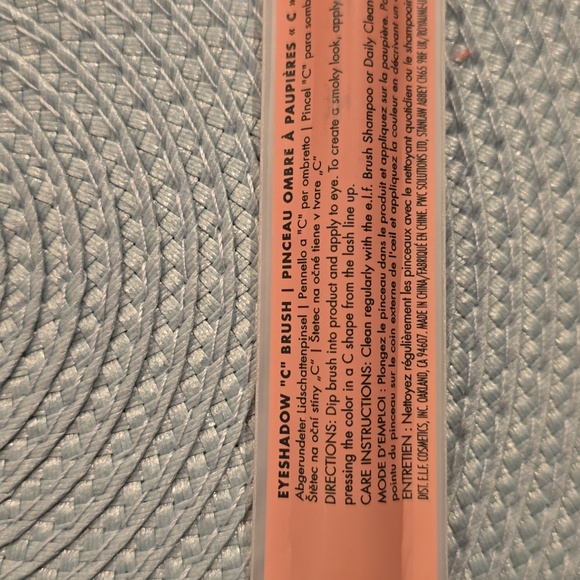 EYESHADOW "C" BRUSH | PINCEAU OMBRE À PAUPIÈRES « C »
Abgerundeter Lidschattenpinsel | Pennello a "C" per ombretto | Pincel "C" para
Štětec na oční stíny „C“ | Štetec na očné tiene v tvare „C“
DIRECTIONS: Dip brush into product and apply to eye. To create a smoky look, apply
pressing the color in a C shape from the lash line up.
CARE INSTRUCTIONS: Clean regularly with the e.l.f. Brush Shampoo or Daily
MODE D'EMPLOI : Plongez le pinceau dans le produit et appliquez sur la paupière.
pointu du pinceau sur le coin externe de l'œil et appliquez la couleur en décrivant un
ENTRETIEN : Nettoyez régulièrement les pinceaux avec le nettoyant quotidien ou le
DIST. E.L.F. COSMETICS, INC. OAKLAND, CA 94607. MADE IN CHINA/FABRIQUÉ EN CHINE. PWC SOLUTIONS LTD, STANLAW ABBEY CH65 9BF UK,